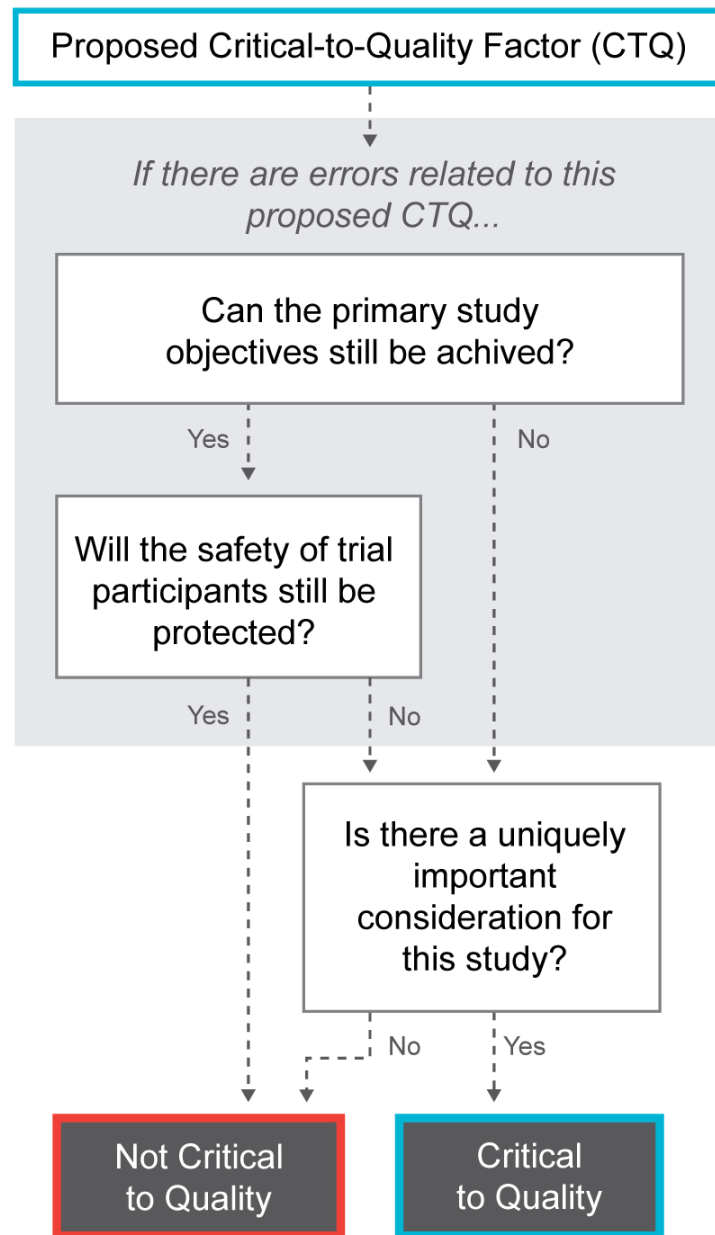 Proposed Critical-to-Quality Factor (CTQ)
If there are errors related to this
proposed CTQ...
Can the primary study
objectives still be achived?
Yes
No
Will the safety of trial
participants still be
protected?
Yes
No
Is there a uniquely
important
consideration for
this study?
No
Yes
Not Critical
to Quality
Critical
to Quality